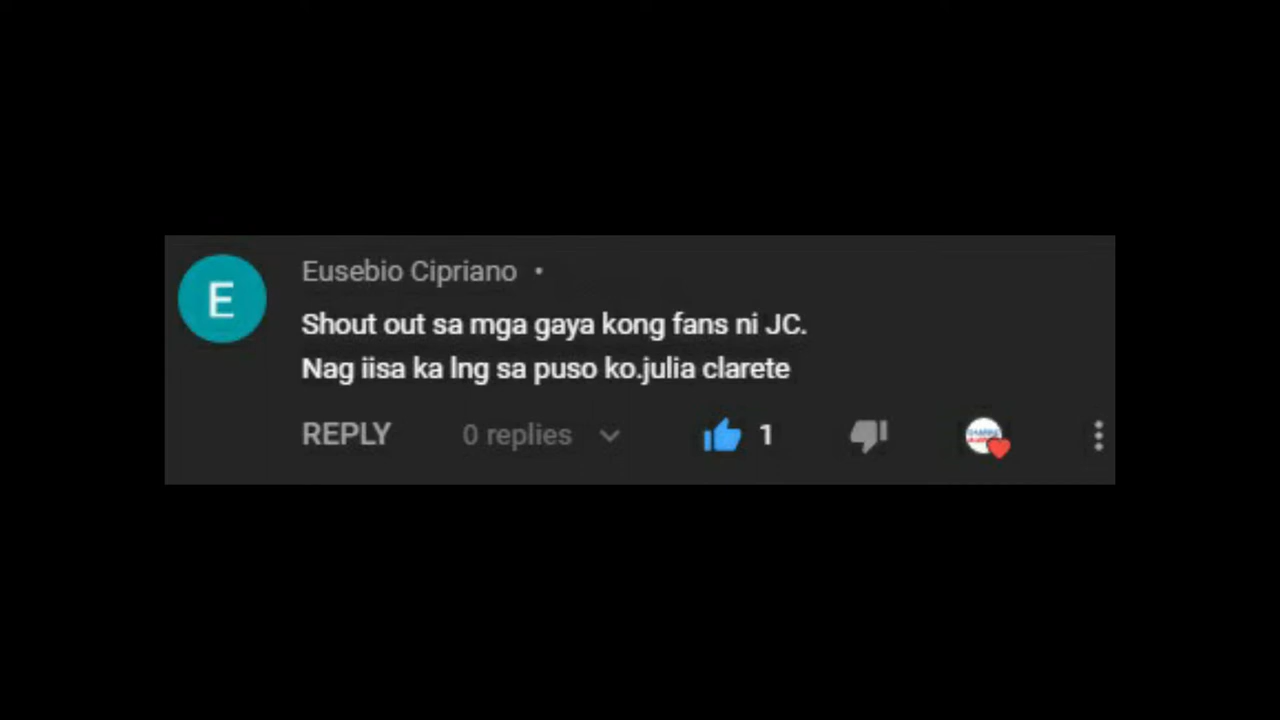 E
Eusebio Cipriano •
Shout out sa mga gaya kong fans ni JC.
Nag iisa ka lng sa puso ko.julia clarete
REPLY 0 replies 1